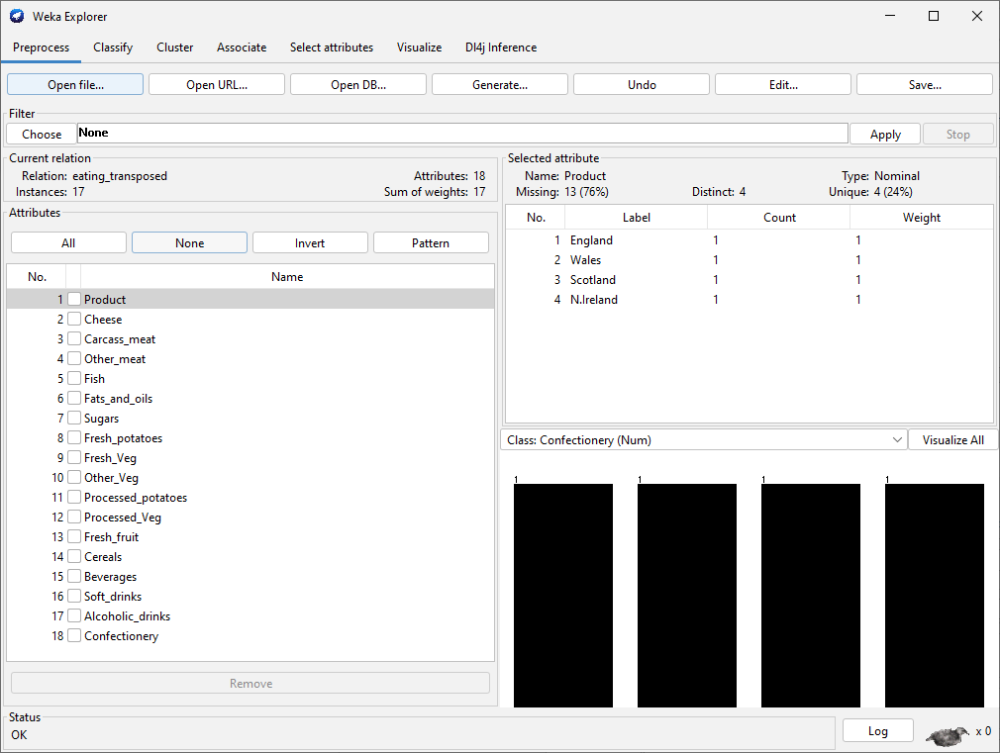 Weka Explorer
Preprocess Classify Cluster Associate Select attributes Visualize Dl4j Inference
Open file... Open URL... Open DB... Generate... Undo Edit... Save...
Filter
Choose None Apply Stop
Current relation
Relation: eating_transposed Attributes: 18
Instances: 17 Sum of weights: 17
Attributes
All None Invert Pattern
No. Name
1 Product
2 Cheese
3 Carcass_meat
4 Other_meat
5 Fish
6 Fats_and_oils
7 Sugars
8 Fresh_potatoes
9 Fresh_Veg
10 Other_Veg
11 Processed_potatoes
12 Processed_Veg
13 Fresh_fruit
14 Cereals
15 Beverages
16 Soft_drinks
17 Alcoholic_drinks
18 Confectionery
Remove
Selected attribute
Name: Product Type: Nominal
Missing: 13 (76%) Distinct: 4 Unique: 4 (24%)
No. Label Count Weight
1 England 1 1
2 Wales 1 1
3 Scotland 1 1
4 N.Ireland 1 1
Class: Confectionery (Num) Visualize All
1 1 1 1
Status
OK
Log x 0